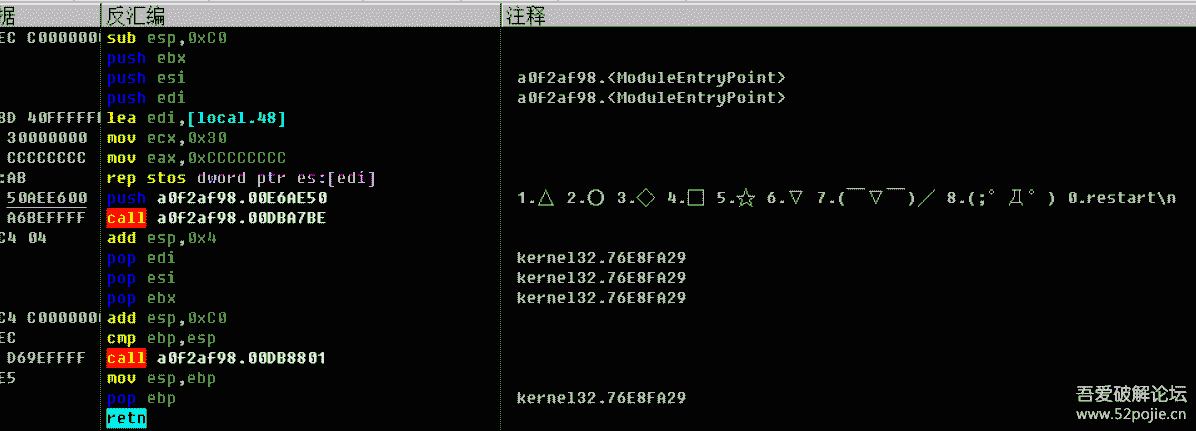 据 反汇编 注释
EC C0000000 sub esp,0xC0
push ebx
push esi a0f2af98.<ModuleEntryPoint>
push edi a0f2af98.<ModuleEntryPoint>
BD 40FFFFFF lea edi,[local.48]
30000000 mov ecx,0x30
CCCCCCCC mov eax,0xCCCCCCCC
:AB rep stos dword ptr es:[edi]
50AEE600 push a0f2af98.00E6AE50 1.△ 2.○ 3.◇ 4.□ 5.☆ 6.▽ 7.(￣▽￣)／ 8.(;゜Д゜) 0.restart\n
A6BEFFFF call a0f2af98.00DBA7BE
C4 04 add esp,0x4
pop edi kernel32.76E8FA29
pop esi kernel32.76E8FA29
pop ebx kernel32.76E8FA29
C4 C0000000 add esp,0xC0
EC cmp ebp,esp
D69EFFFF call a0f2af98.00DB8801
E5 mov esp,ebp
pop ebp kernel32.76E8FA29
retn
吾爱破解论坛
www.52pojie.cn